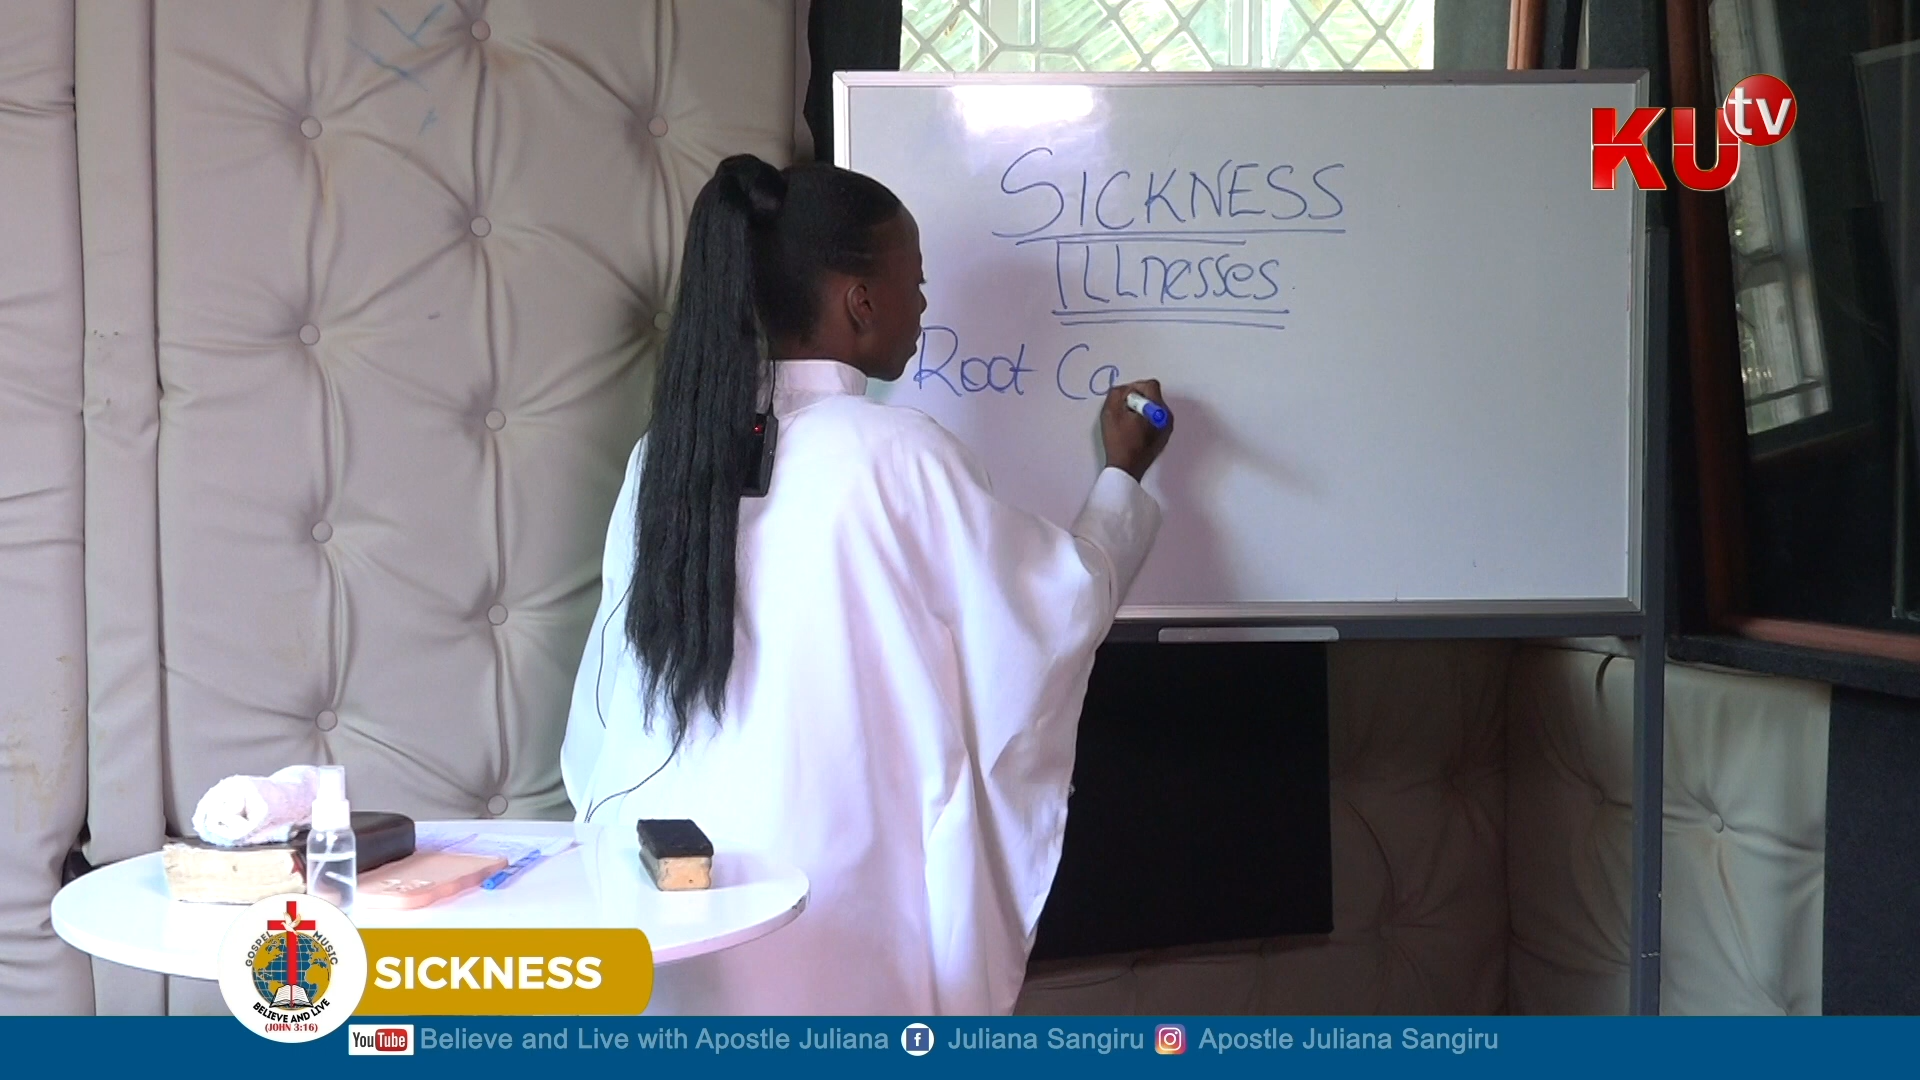 KU tv
SICKNESS
Illnesses
Root Ca
GOSPEL MUSIC
BELIEVE AND LIVE
(JOHN 3:16)
SICKNESS
YouTube Believe and Live with Apostle Juliana f Juliana Sangiru Apostle Juliana Sangiru